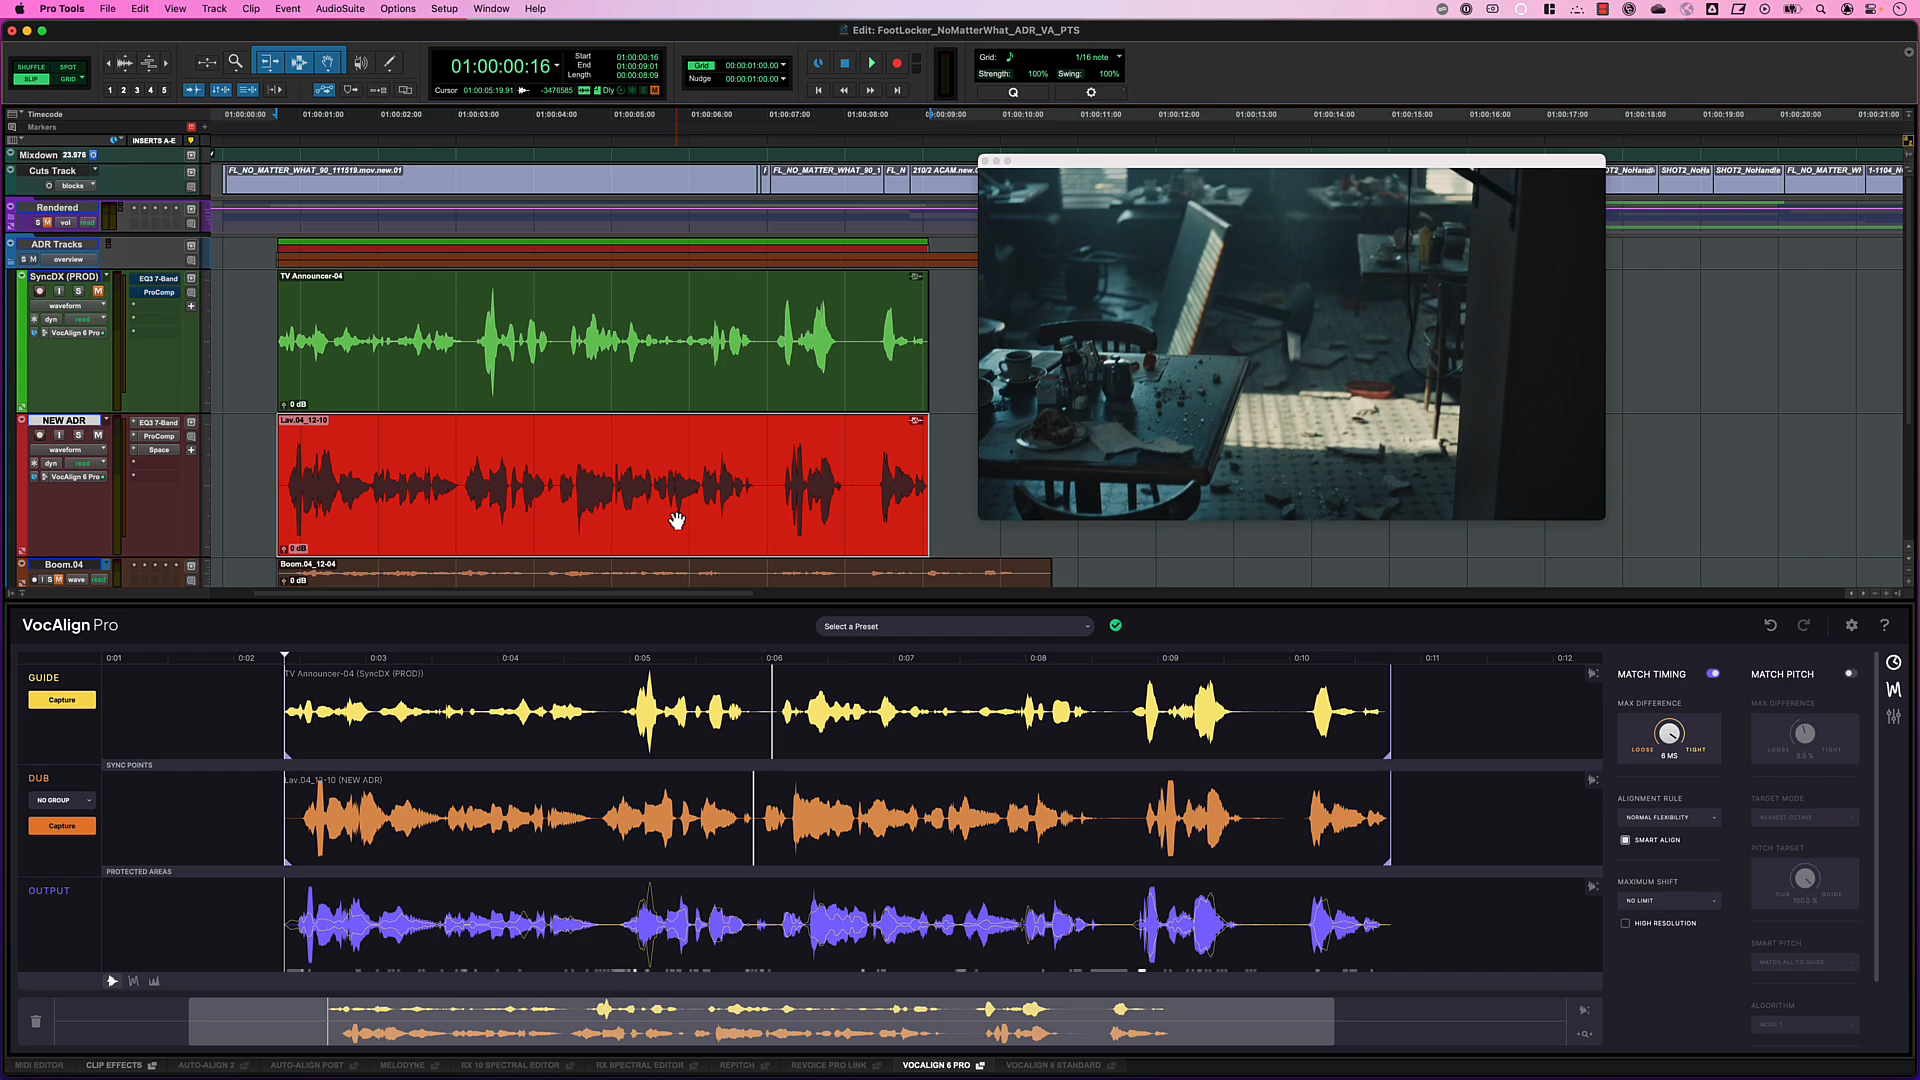 Pro Tools File Edit View Track Clip Event AudioSuite Options Setup Window Help
Edit: FootLocker_NoMatterWhat_ADR_VA_PTS
SHUFFLE SPOT
SLIP GRID
1 2 3 4 5
01:00:00:16
Start 01:00:00:16
End 01:00:09:01
Length 00:00:08:09
Cursor 01:00:05:19.91 -3476585 Dly
Grid 00:00:01:00.00
Nudge 00:00:01:00.00
Grid: 1/16 note
Strength: 100% Swing: 100%
Q
Timecode 01:00:00:00 01:00:01:00 01:00:02:00 01:00:03:00 01:00:04:00 01:00:05:00 01:00:06:00 01:00:07:00 01:00:08:00 01:00:09:00 01:00:10:00 01:00:11:00 01:00:12:00 01:00:13:00 01:00:14:00 01:00:15:00 01:00:16:00 01:00:17:00 01:00:18:00 01:00:19:00 01:00:20:00 01:00:21:00
Markers
INSERTS A-E
Mixdown 23.976
Cuts Track FL_NO_MATTER_WHAT_90_111519.mov.new.01 FL_NO_MATTER_WHAT_90_1 FL_N 210/2 ACAM.new.0 SHOT2_NoHandle SHOT2_NoHa SHOT2_NoHandle FL_NO_MATTER_WH 1-1104_N
blocks
Rendered
S M vol read
ADR Tracks
S M overview
SyncDX (PROD) EQ3 7-Band TV Announcer-04
I S M ProComp
waveform
dyn read
VocAlign 6 Pro
0 dB
NEW ADR EQ3 7-Band Lav.04_12-10
I S M ProComp
waveform Space
dyn read
VocAlign 6 Pro
0 dB
Boom.04 Boom.04_12-04
I S M wave read 0 dB
VocAlign Pro Select a Preset ?
0:01 0:02 0:03 0:04 0:05 0:06 0:07 0:08 0:09 0:10 0:11 0:12
GUIDE TV Announcer-04 (SyncDX (PROD))
Capture
SYNC POINTS
DUB Lav.04_12-10 (NEW ADR)
NO GROUP
Capture
PROTECTED AREAS
OUTPUT
MATCH TIMING MATCH PITCH
MAX DIFFERENCE MAX DIFFERENCE
LOOSE TIGHT LOOSE TIGHT
6 MS 6.5 %
ALIGNMENT RULE TARGET MODE
NORMAL FLEXIBILITY NEAREST OCTAVE
SMART ALIGN
PITCH TARGET
MAXIMUM SHIFT
DUB GUIDE
NO LIMIT 100.0 %
HIGH RESOLUTION
SMART PITCH
MATCH ALL TO GUIDE
ALGORITHM
MODE 1
MIDI EDITOR CLIP EFFECTS AUTO-ALIGN 2 AUTO-ALIGN POST MELODYNE RX 10 SPECTRAL EDITOR RX SPECTRAL EDITOR REPITCH REVOICE PRO LINK VOCALIGN 6 PRO VOCALIGN 6 STANDARD